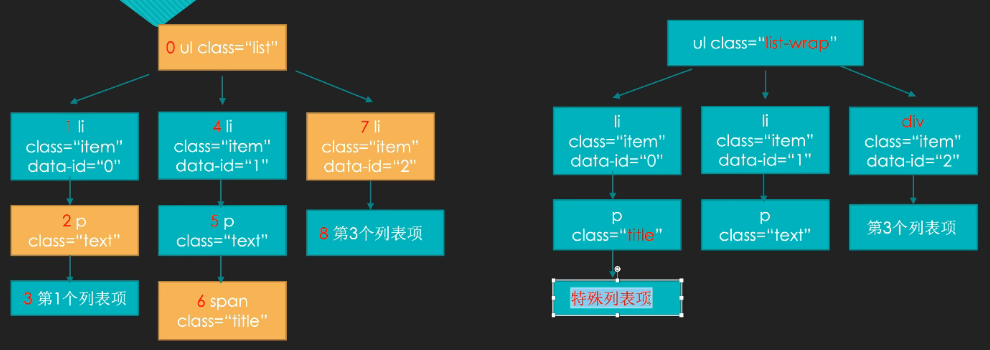 0 ul class=“list”
1 li
class=“item”
data-id=“0”
4 li
class=“item”
data-id=“1”
7 li
class=“item”
data-id=“2”
2 p
class=“text”
5 p
class=“text”
8 第3个列表项
3 第1个列表项
6 span
class=“title”
ul class=“list-wrap”
li
class=“item”
data-id=“0”
li
class=“item”
data-id=“1”
div
class=“item”
data-id=“2”
p
class=“title”
p
class=“text”
第3个列表项
特殊列表项